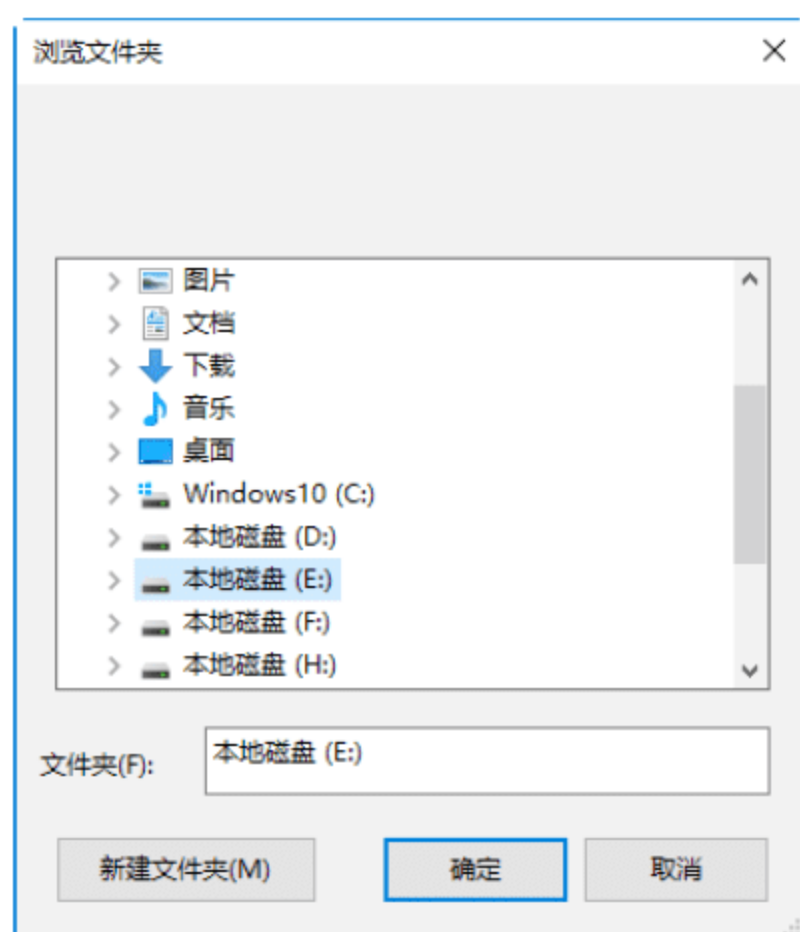 浏览文件夹
图片
文档
下载
音乐
桌面
Windows10 (C:)
本地磁盘 (D:)
本地磁盘 (E:)
本地磁盘 (F:)
本地磁盘 (H:)
文件夹(F): 本地磁盘 (E:)
新建文件夹(M) 确定 取消